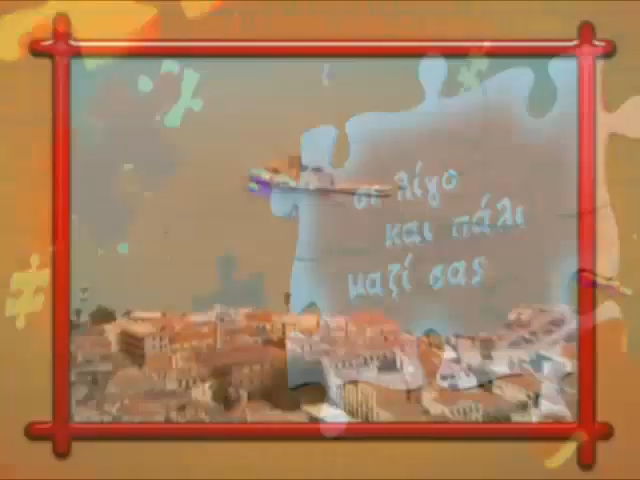 σε λίγο
και πάλι
μαζί σας